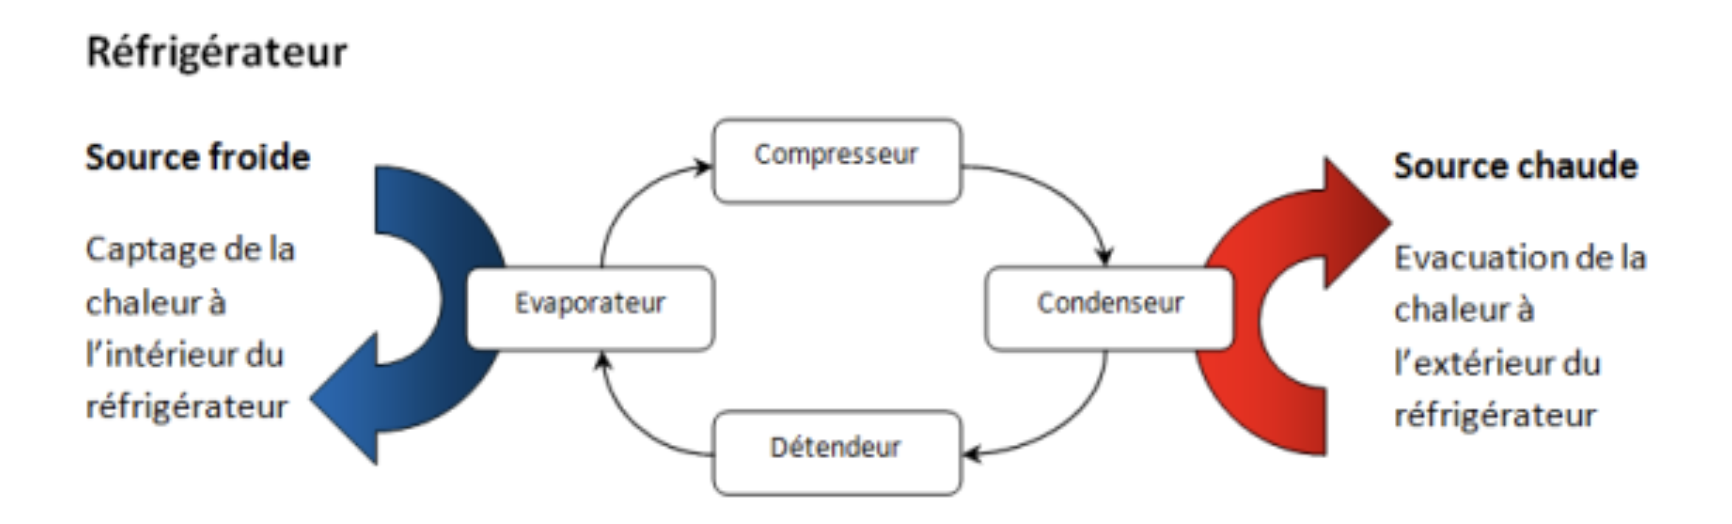 Réfrigérateur
Source froide
Captage de la
chaleur à
l'intérieur du
réfrigérateur
Compresseur
Evaporateur
Condenseur
Détendeur
Source chaude
Evacuation de la
chaleur à
l'extérieur du
réfrigérateur